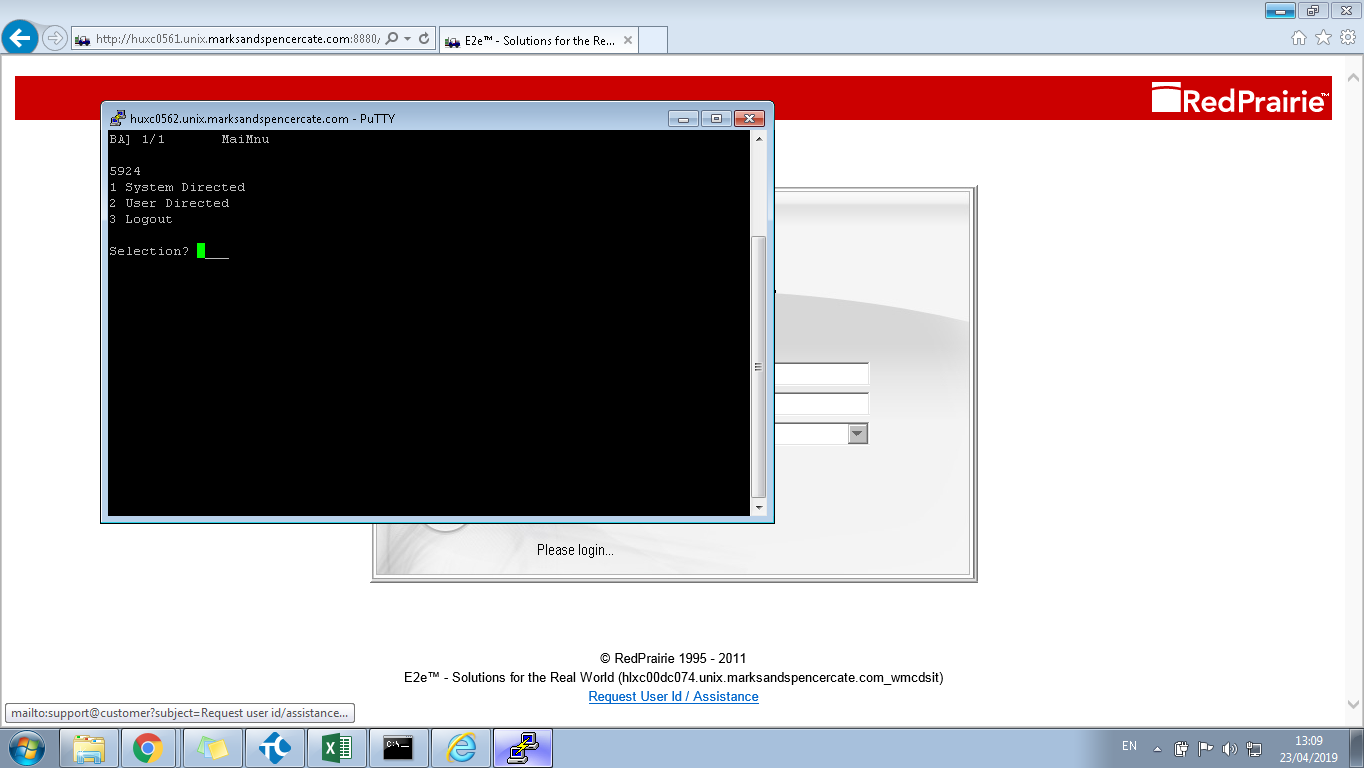 http://huxc0561.unix.marksandspencercate.com:8880/
E2e™ - Solutions for the Re...
RedPrairie™
huxc0562.unix.marksandspencercate.com - PuTTY
BA] 1/1 MaiMnu
5924
1 System Directed
2 User Directed
3 Logout
Selection? ___
Please login...
© RedPrairie 1995 - 2011
E2e™ - Solutions for the Real World (hlxc00dc074.unix.marksandspencercate.com_wmcdsit)
Request User Id / Assistance
mailto:support@customer?subject=Request user id/assistance...
C:\
EN
13:09
23/04/2019